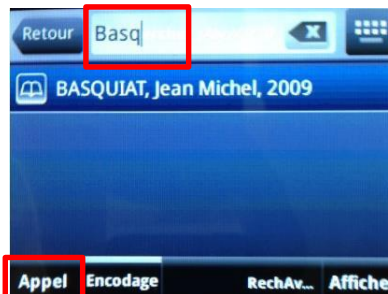 Retour Basq
BASQUIAT, Jean Michel, 2009
Appel Encodage RechAv... Affiche